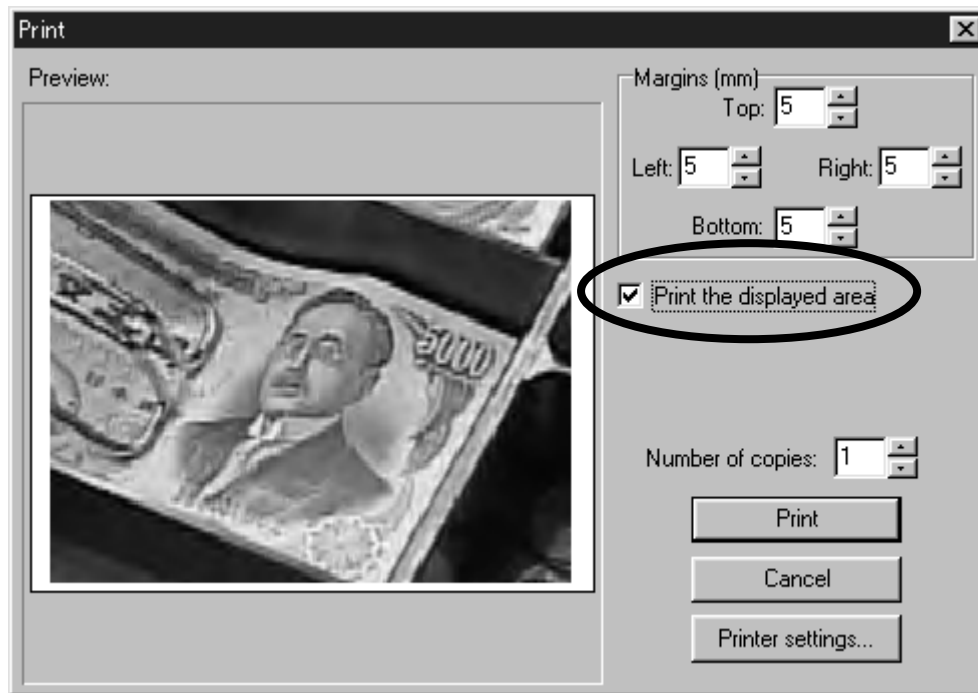 Print
Preview:
Margins (mm)
Top: 5
Left: 5 Right: 5
Bottom: 5
Print the displayed area
Number of copies: 1
Print
Cancel
Printer settings...